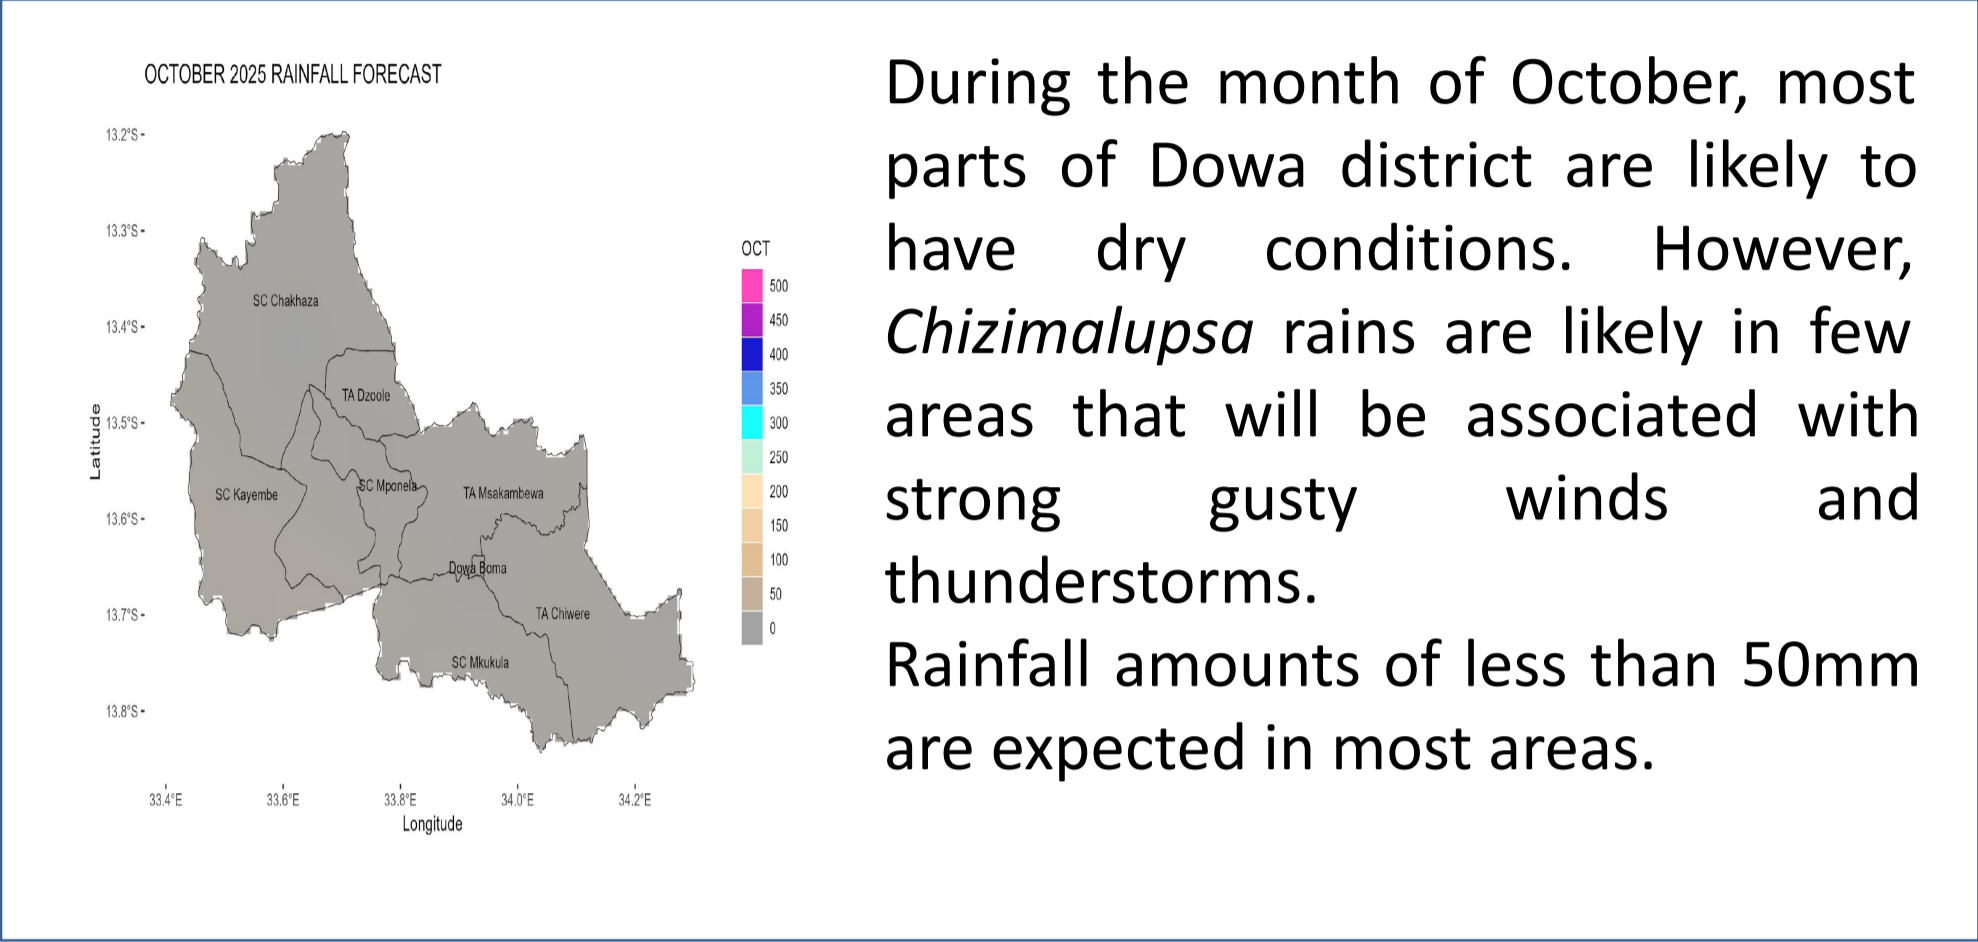 OCTOBER 2025 RAINFALL FORECAST
13.2°S
13.3°S
13.4°S
13.5°S
13.6°S
13.7°S
13.8°S
Latitude
SC Chakhaza
TA Dzoole
SC Kayembe
SC Mponela
TA Msakambewa
Dowa Boma
TA Chiwere
SC Mkukula
33.4°E
33.6°E
33.8°E
34.0°E
34.2°E
Longitude
OCT
500
450
400
350
300
250
200
150
100
50
0
During the month of October, most
parts of Dowa district are likely to
have dry conditions. However,
Chizimalupsa rains are likely in few
areas that will be associated with
strong gusty winds and
thunderstorms.
Rainfall amounts of less than 50mm
are expected in most areas.